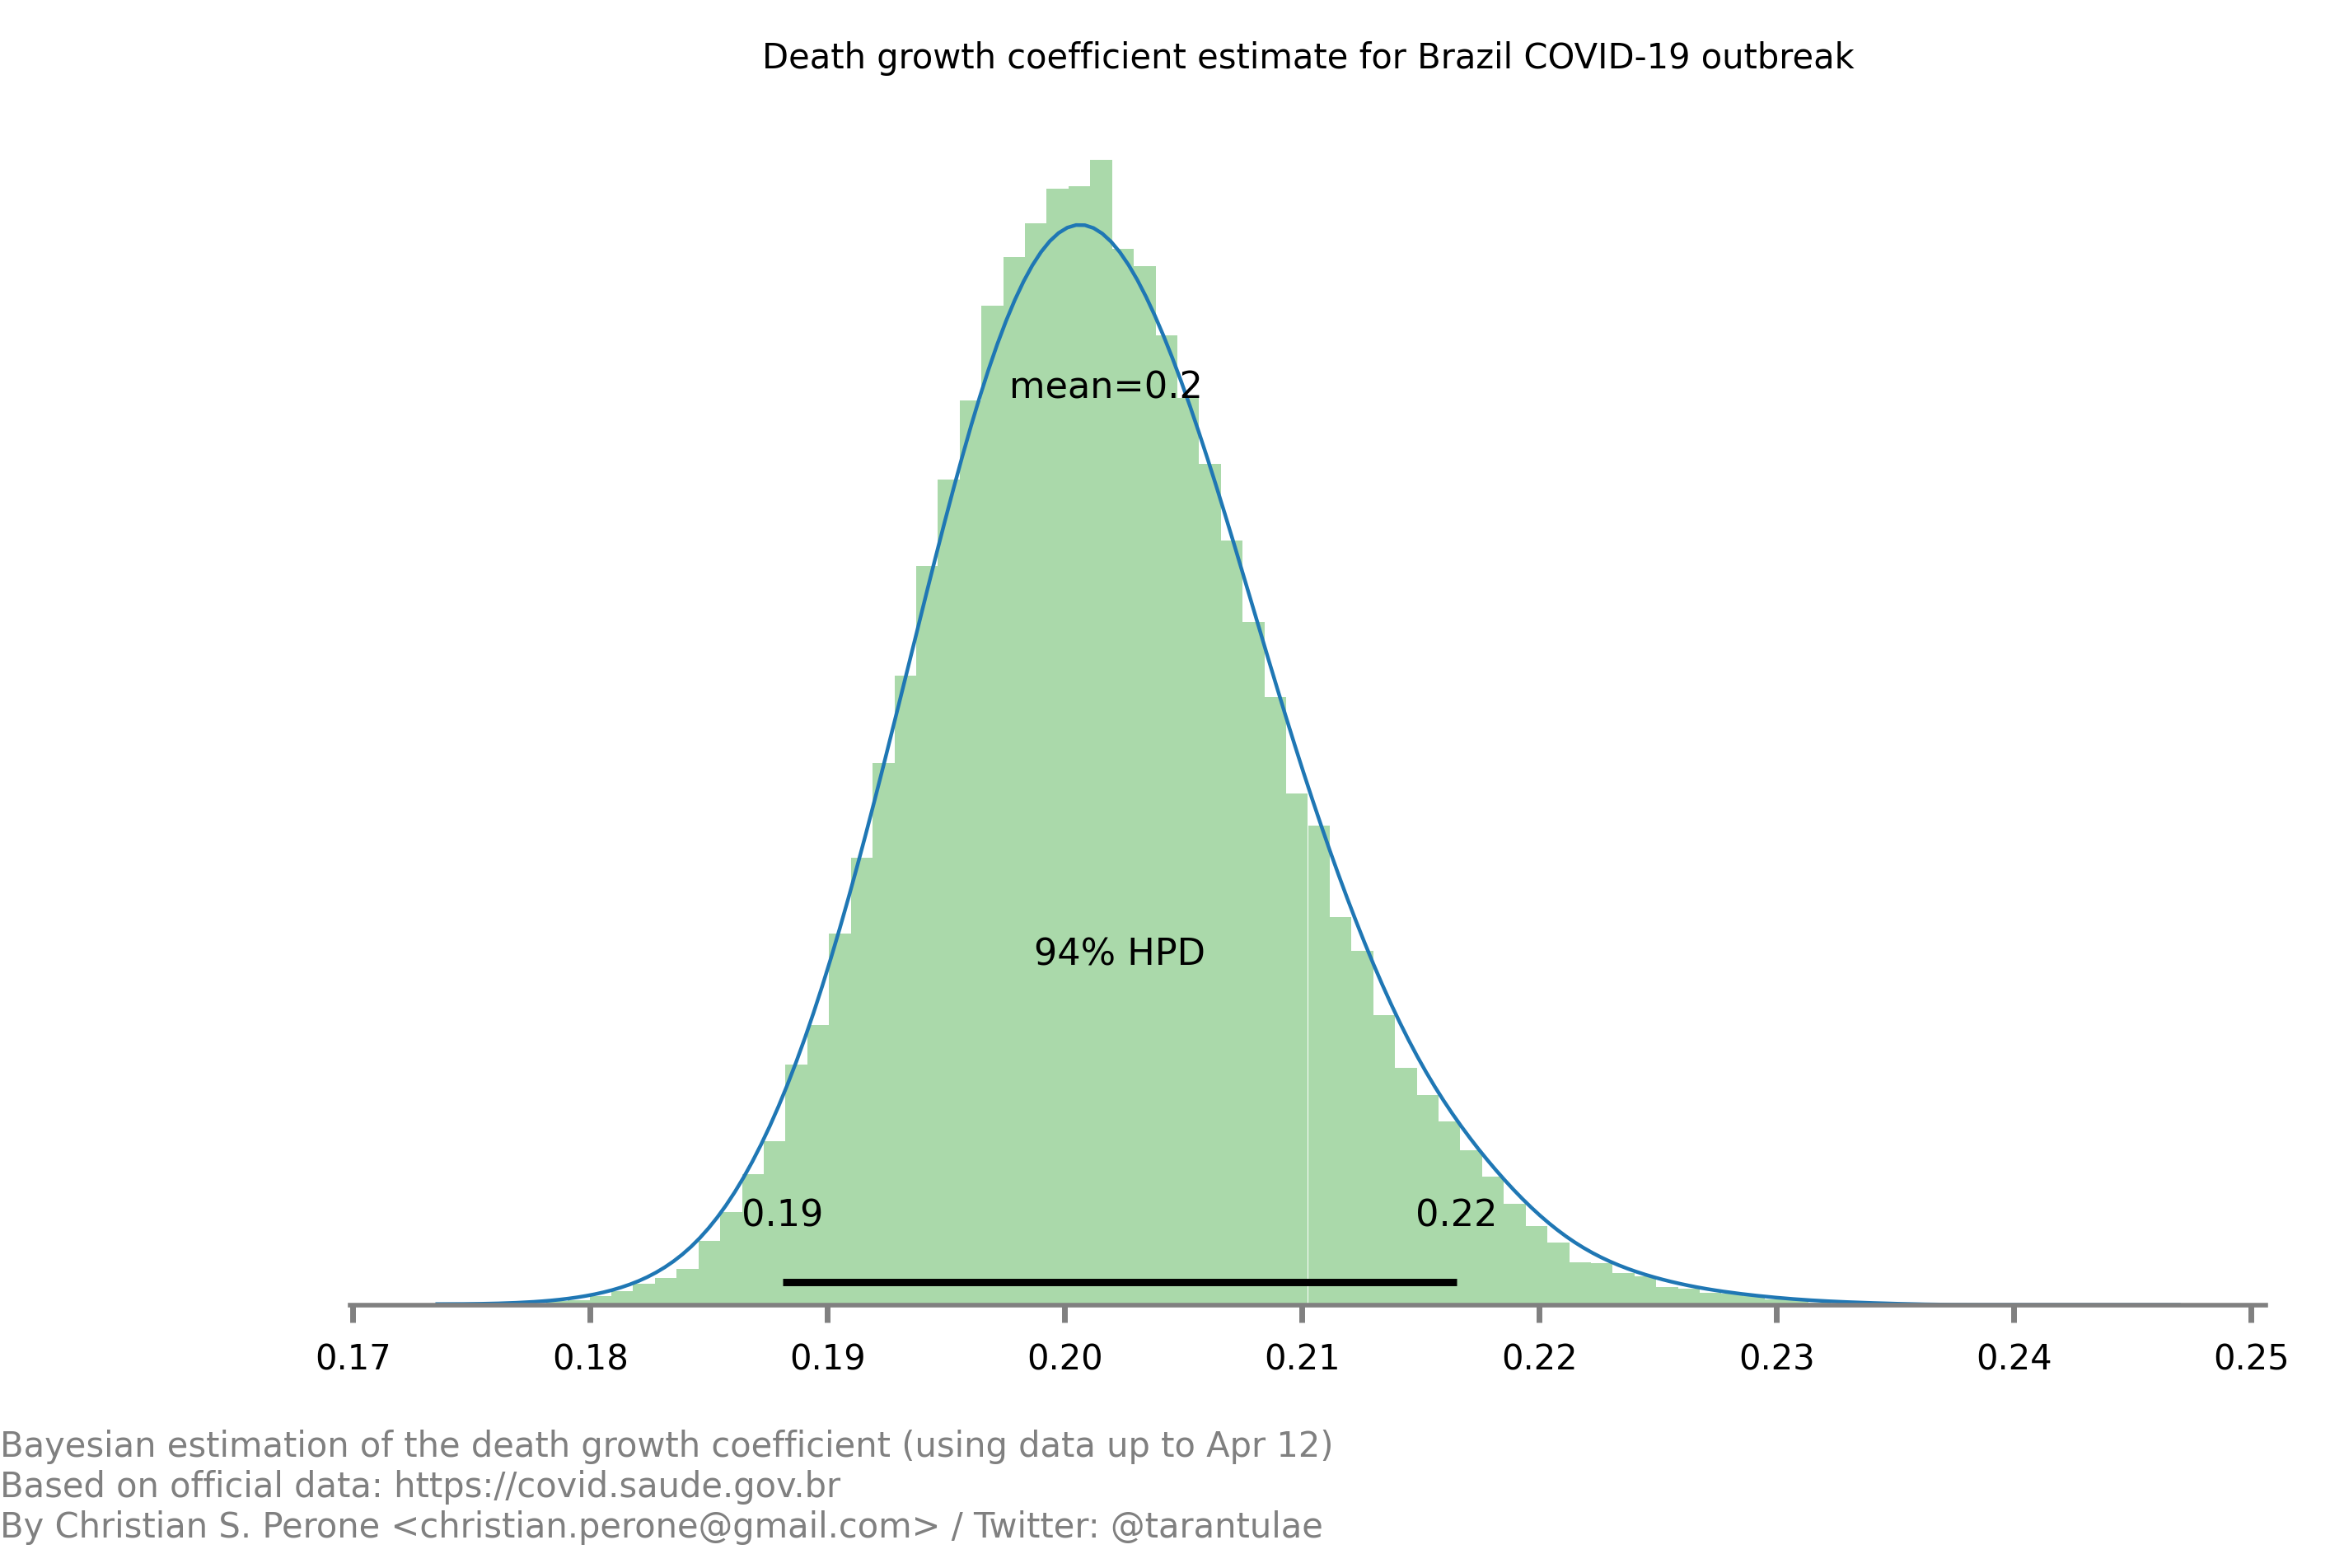 Death growth coefficient estimate for Brazil COVID-19 outbreak
mean=0.2
94% HPD
0.19
0.22
0.17
0.18
0.19
0.20
0.21
0.22
0.23
0.24
0.25
Bayesian estimation of the death growth coefficient (using data up to Apr 12)
Based on official data: https://covid.saude.gov.br
By Christian S. Perone <christian.perone@gmail.com> / Twitter: @tarantulae